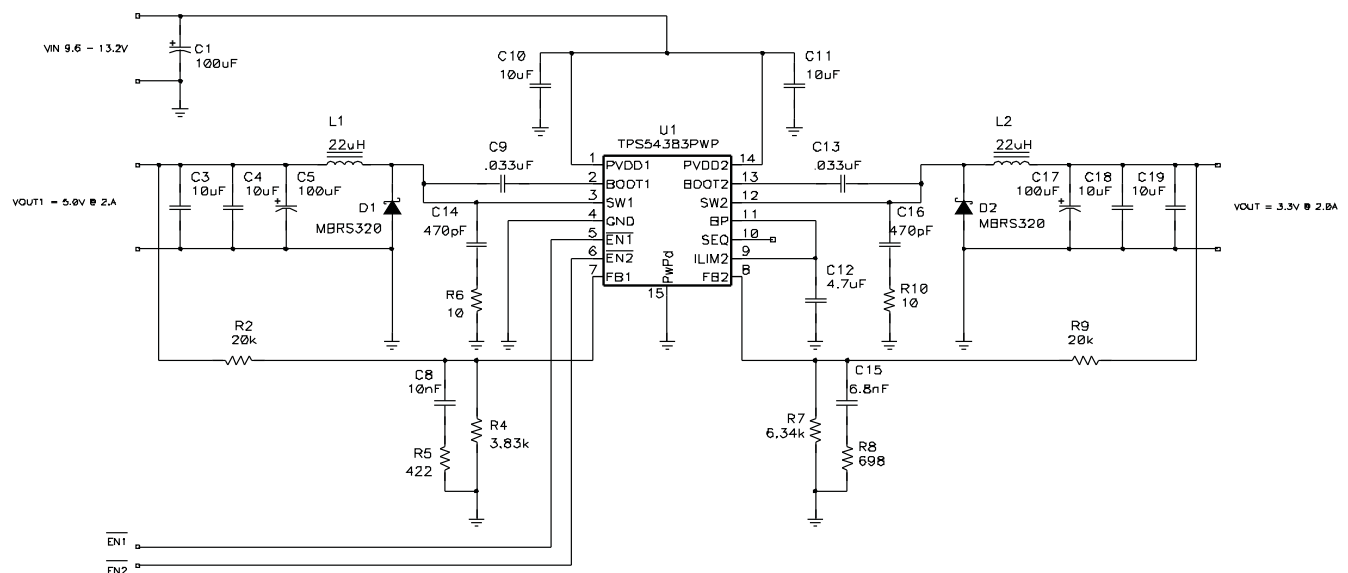 VIN 9.6 - 13.2V
C1
100uF
C10
10uF
C11
10uF
L1
22uH
C9
.033uF
U1
TPS54383PWP
C13
.033uF
L2
22uH
C3
10uF
C4
10uF
C5
100uF
VOUT1 = 5.0V @ 2.A
D1
MBRS320
C14
470pF
1 PVDD1 PVDD2 14
2 BOOT1 BOOT2 13
3 SW1 SW2 12
4 GND BP 11
5 EN1 SEQ 10
6 EN2 ILIM2 9
7 FB1 FB2 8
PwPd
15
C16
470pF
D2
MBRS320
C17
100uF
C18
10uF
C19
10uF
VOUT = 3.3V @ 2.0A
C12
4.7uF
R6
10
R10
10
R2
20k
R9
20k
C8
10nF
C15
6.8nF
R4
3.83k
R5
422
R7
6.34k
R8
698
EN1
EN2